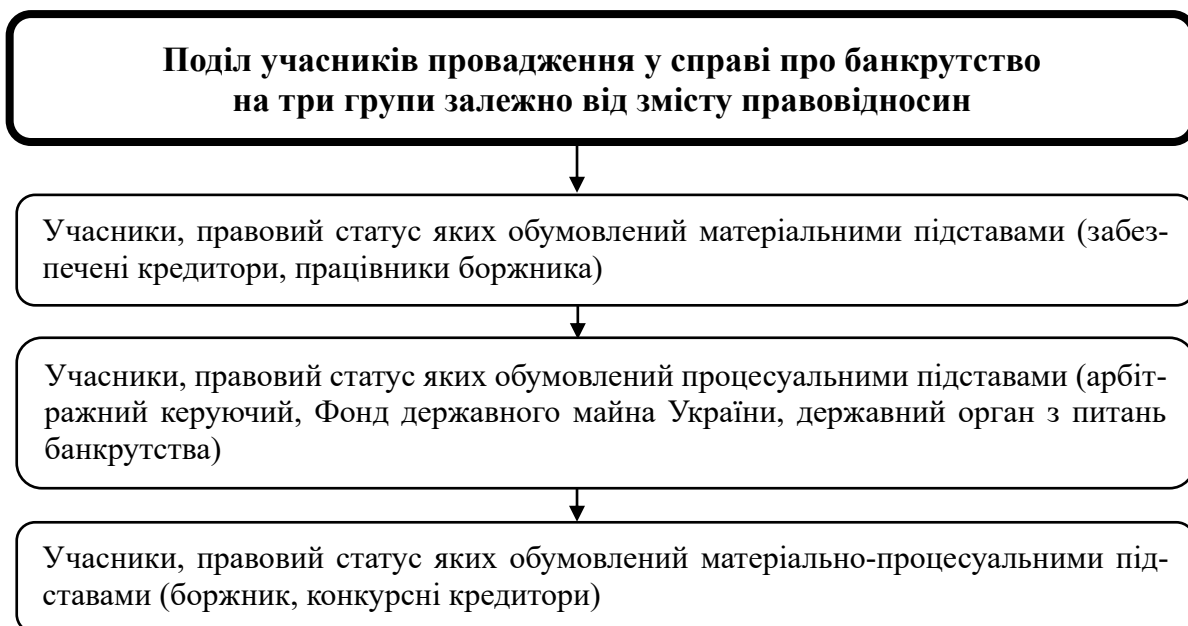 Поділ учасників провадження у справі про банкрутство
на три групи залежно від змісту правовідносин
Учасники, правовий статус яких обумовлений матеріальними підставами (забез-
печені кредитори, працівники боржника)
Учасники, правовий статус яких обумовлений процесуальними підставами (арбіт-
ражний керуючий, Фонд державного майна України, державний орган з питань
банкрутства)
Учасники, правовий статус яких обумовлений матеріально-процесуальними під-
ставами (боржник, конкурсні кредитори)